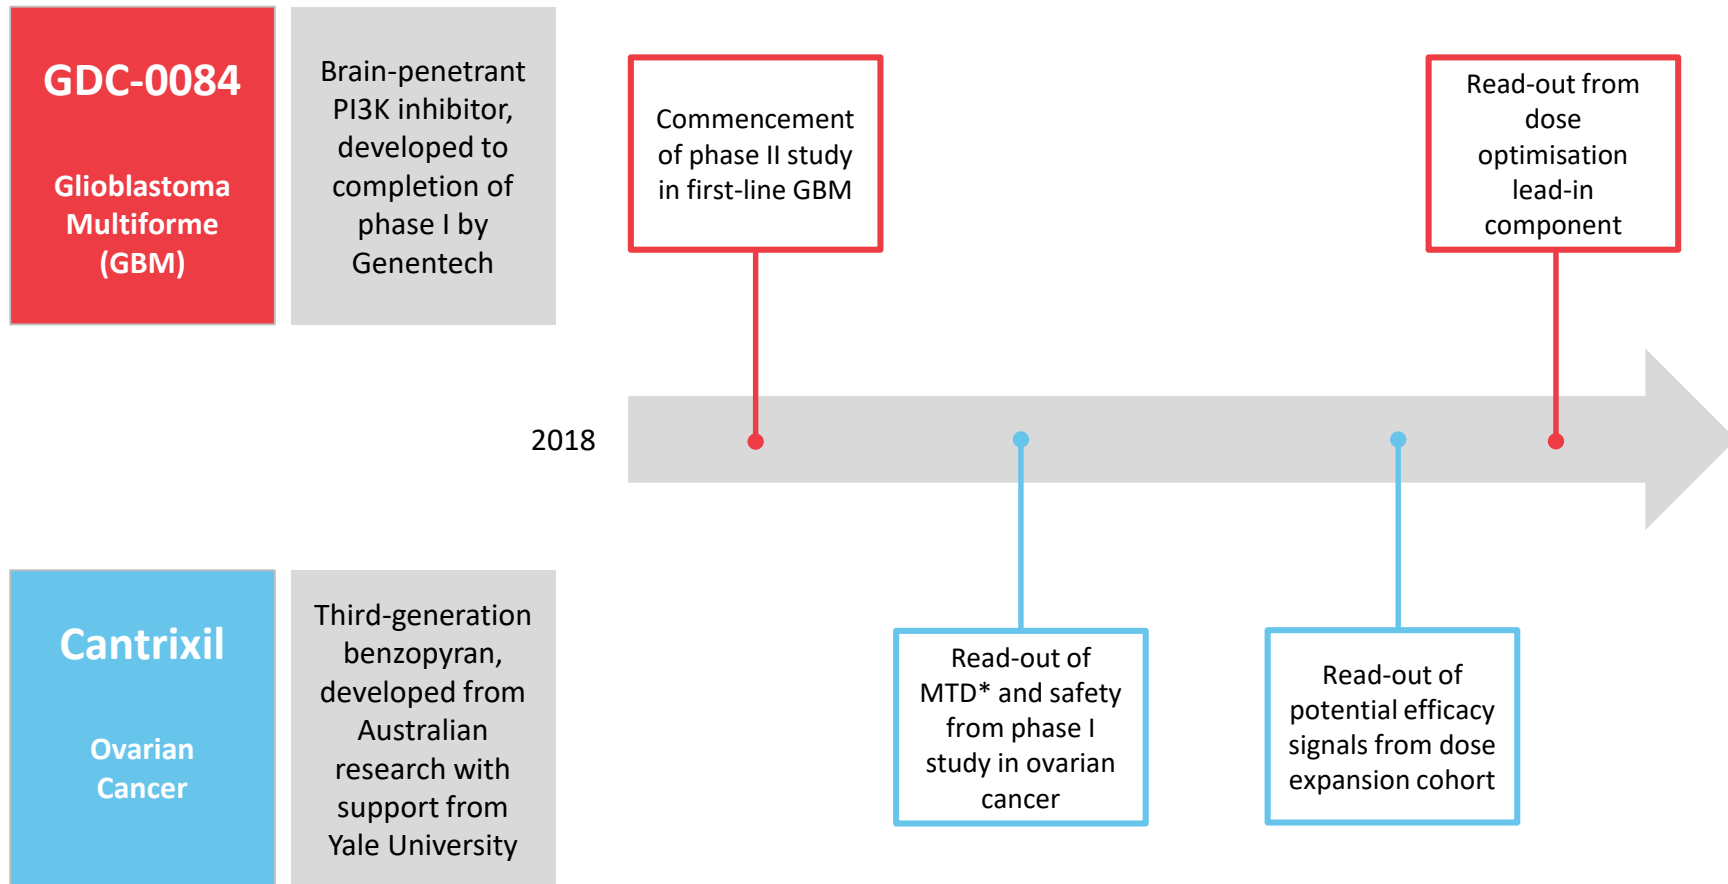 GDC-0084
Glioblastoma
Multiforme
(GBM)
Brain-penetrant
PI3K inhibitor,
developed to
completion of
phase I by
Genentech
Commencement
of phase II study
in first-line GBM
Read-out from
dose
optimisation
lead-in
component
2018
Cantrixil
Ovarian
Cancer
Third-generation
benzopyran,
developed from
Australian
research with
support from
Yale University
Read-out of
MTD* and safety
from phase I
study in ovarian
cancer
Read-out of
potential efficacy
signals from dose
expansion cohort